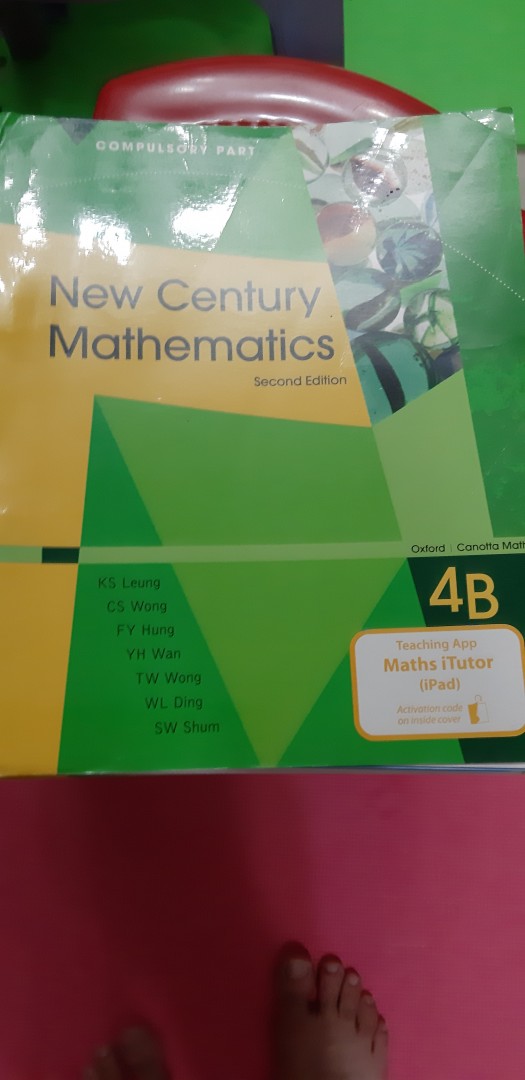 COMPULSORY PART
New Century
Mathematics
Second Edition
Oxford | Canotta Math
4B
KS Leung
CS Wong
FY Hung
YH Wan
TW Wong
WL Ding
SW Shum
Teaching App
Maths iTutor
(iPad)
Activation code
on inside cover